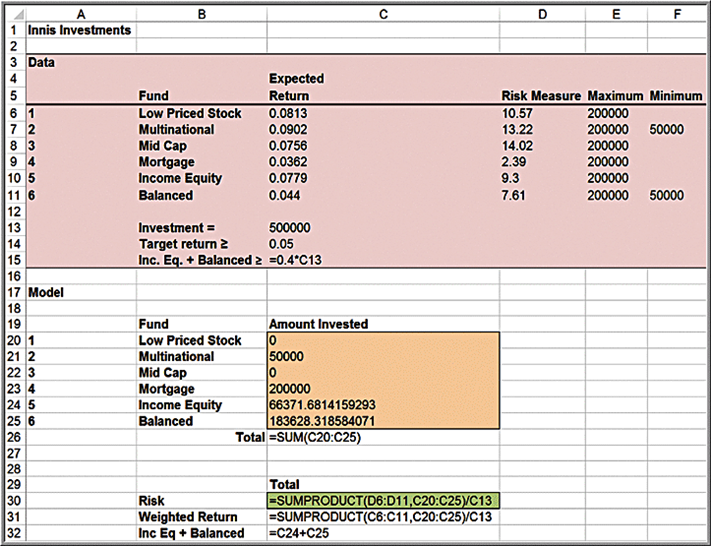 A B C D E F
1 Innis Investments
2
3 Data
4 Expected
5 Fund Return Risk Measure Maximum Minimum
6 1 Low Priced Stock 0.0813 10.57 200000
7 2 Multinational 0.0902 13.22 200000 50000
8 3 Mid Cap 0.0756 14.02 200000
9 4 Mortgage 0.0362 2.39 200000
10 5 Income Equity 0.0779 9.3 200000
11 6 Balanced 0.044 7.61 200000 50000
12
13 Investment = 500000
14 Target return ≥ 0.05
15 Inc. Eq. + Balanced ≥ =0.4*C13
16
17 Model
18
19 Fund Amount Invested
20 1 Low Priced Stock 0
21 2 Multinational 50000
22 3 Mid Cap 0
23 4 Mortgage 200000
24 5 Income Equity 66371.6814159293
25 6 Balanced 183628.318584071
26 Total =SUM(C20:C25)
27
28
29 Total
30 Risk =SUMPRODUCT(D6:D11,C20:C25)/C13
31 Weighted Return =SUMPRODUCT(C6:C11,C20:C25)/C13
32 Inc Eq + Balanced =C24+C25